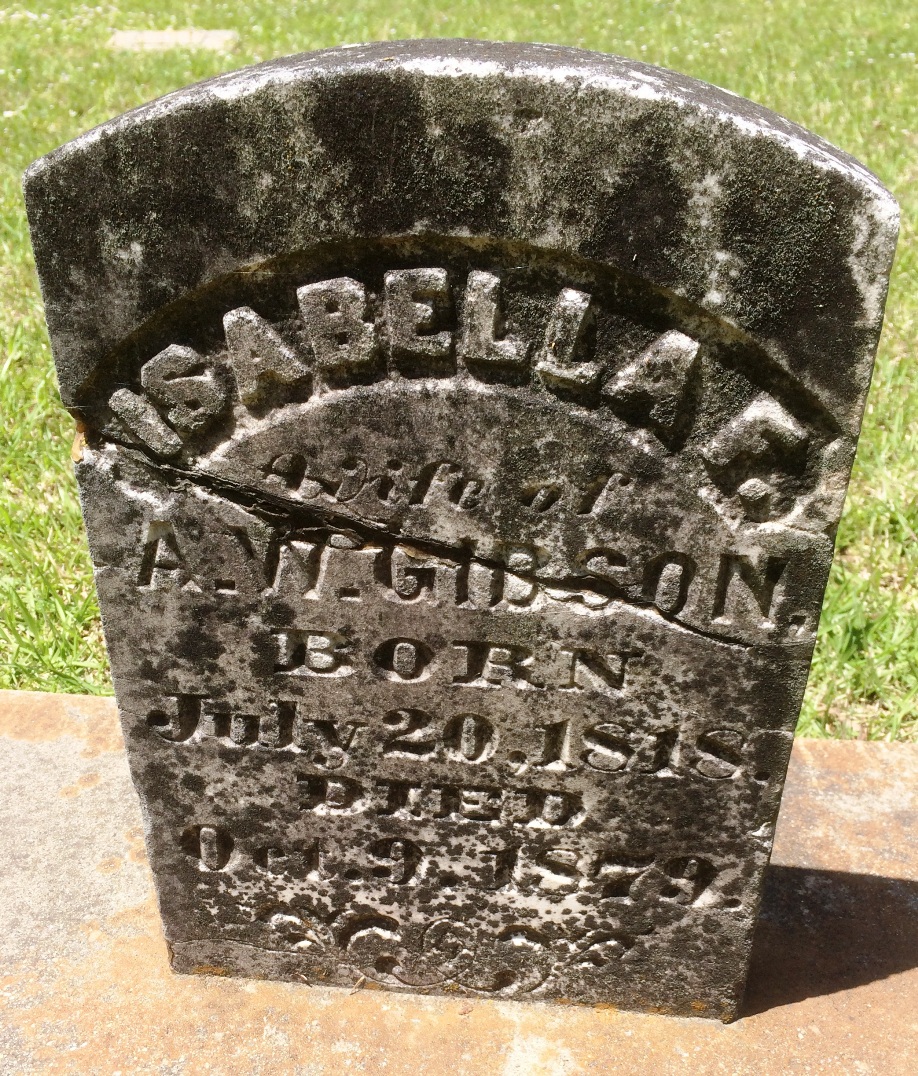 ISABELLA F.
Wife of
A. W. GIBSON.
BORN
July 20, 1818.
DIED
Oct. 9, 1879.